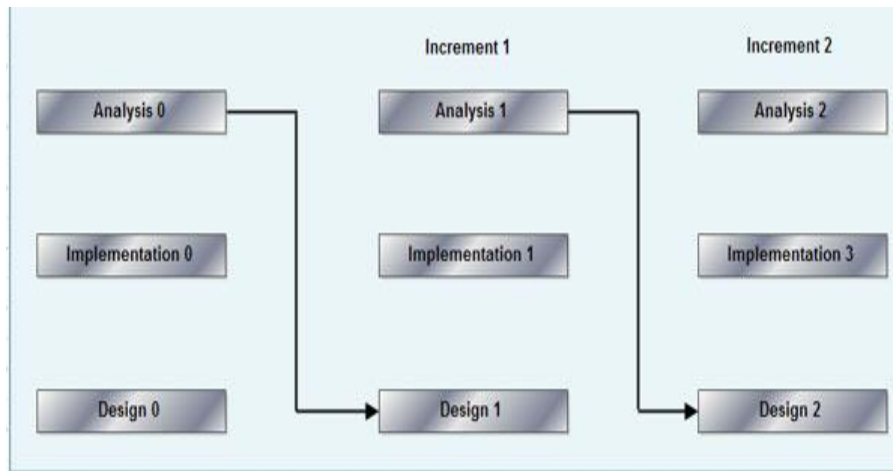 Increment 1
Increment 2
Analysis 0
Analysis 1
Analysis 2
Implementation 0
Implementation 1
Implementation 3
Design 0
Design 1
Design 2